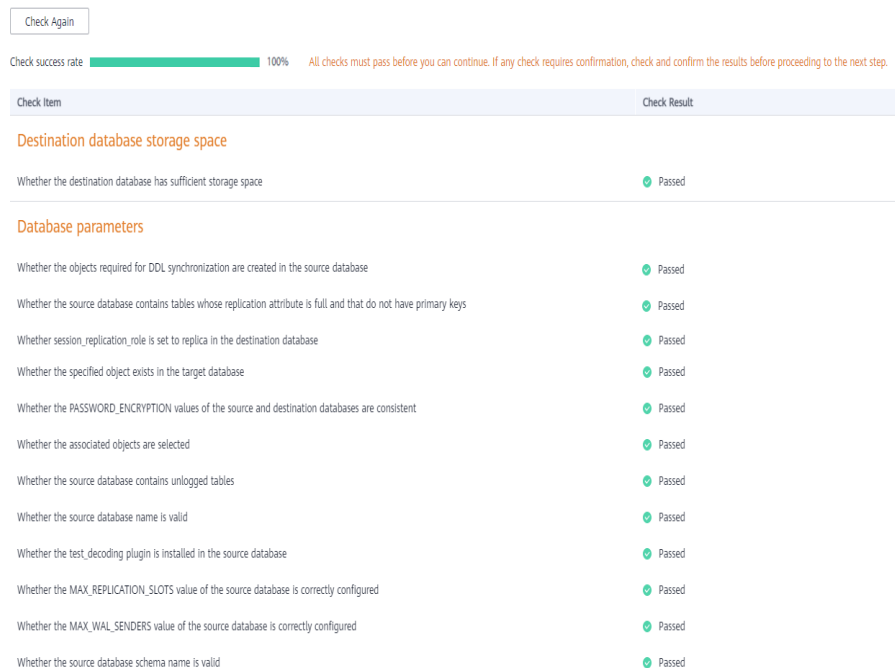 Check Again
Check success rate 100% All checks must pass before you can continue. If any check requires confirmation, check and confirm the results before proceeding to the next step.
Check Item Check Result
Destination database storage space
Whether the destination database has sufficient storage space Passed
Database parameters
Whether the objects required for DDL synchronization are created in the source database Passed
Whether the source database contains tables whose replication attribute is full and that do not have primary keys Passed
Whether session_replication_role is set to replica in the destination database Passed
Whether the specified object exists in the target database Passed
Whether the PASSWORD_ENCRYPTION values of the source and destination databases are consistent Passed
Whether the associated objects are selected Passed
Whether the source database contains unlogged tables Passed
Whether the source database name is valid Passed
Whether the test_decoding plugin is installed in the source database Passed
Whether the MAX_REPLICATION_SLOTS value of the source database is correctly configured Passed
Whether the MAX_WAL_SENDERS value of the source database is correctly configured Passed
Whether the source database schema name is valid Passed